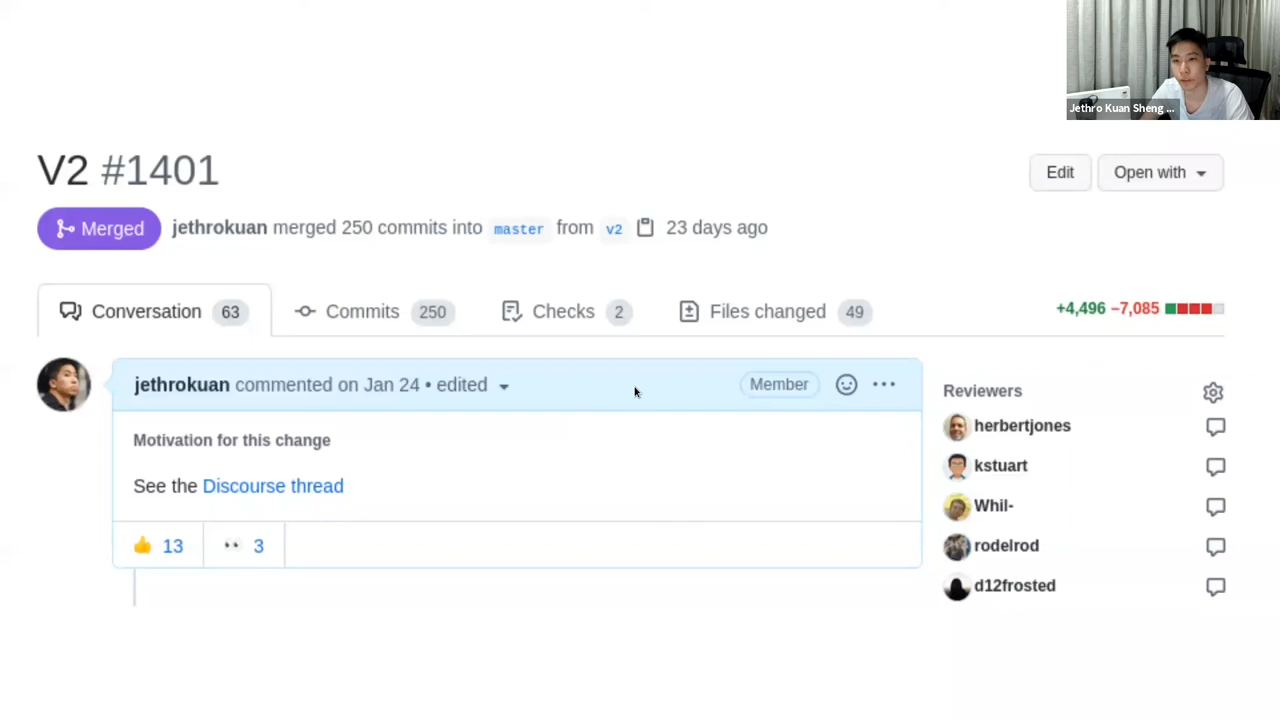 Jethro Kuan Sheng ...
V2 #1401
Edit
Open with
Merged
jethrokuan merged 250 commits into master from v2 23 days ago
Conversation 63
Commits 250
Checks 2
Files changed 49
+4,496 −7,085
jethrokuan commented on Jan 24 • edited
Member
Motivation for this change
See the Discourse thread
13
3
Reviewers
herbertjones
kstuart
Whil-
rodelrod
d12frosted